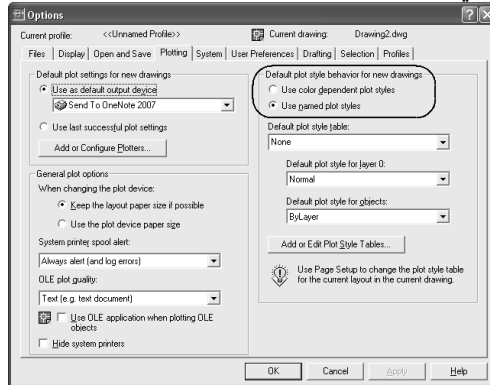 Options
Current profile: <<Unnamed Profile>> Current drawing: Drawing2.dwg
Files Display Open and Save Plotting System User Preferences Drafting Selection Profiles
Default plot settings for new drawings
Use as default output device
Send To OneNote 2007
Use last successful plot settings
Add or Configure Plotters...
General plot options
When changing the plot device:
Keep the layout paper size if possible
Use the plot device paper size
System printer spool alert:
Always alert (and log errors)
OLE plot quality:
Text (e.g. text document)
Use OLE application when plotting OLE
objects
Hide system printers
Default plot style behavior for new drawings
Use color dependent plot styles
Use named plot styles
Default plot style table:
None
Default plot style for layer 0:
Normal
Default plot style for objects:
ByLayer
Add or Edit Plot Style Tables...
Use Page Setup to change the plot style table
for the current layout in the current drawing.
OK Cancel Apply Help